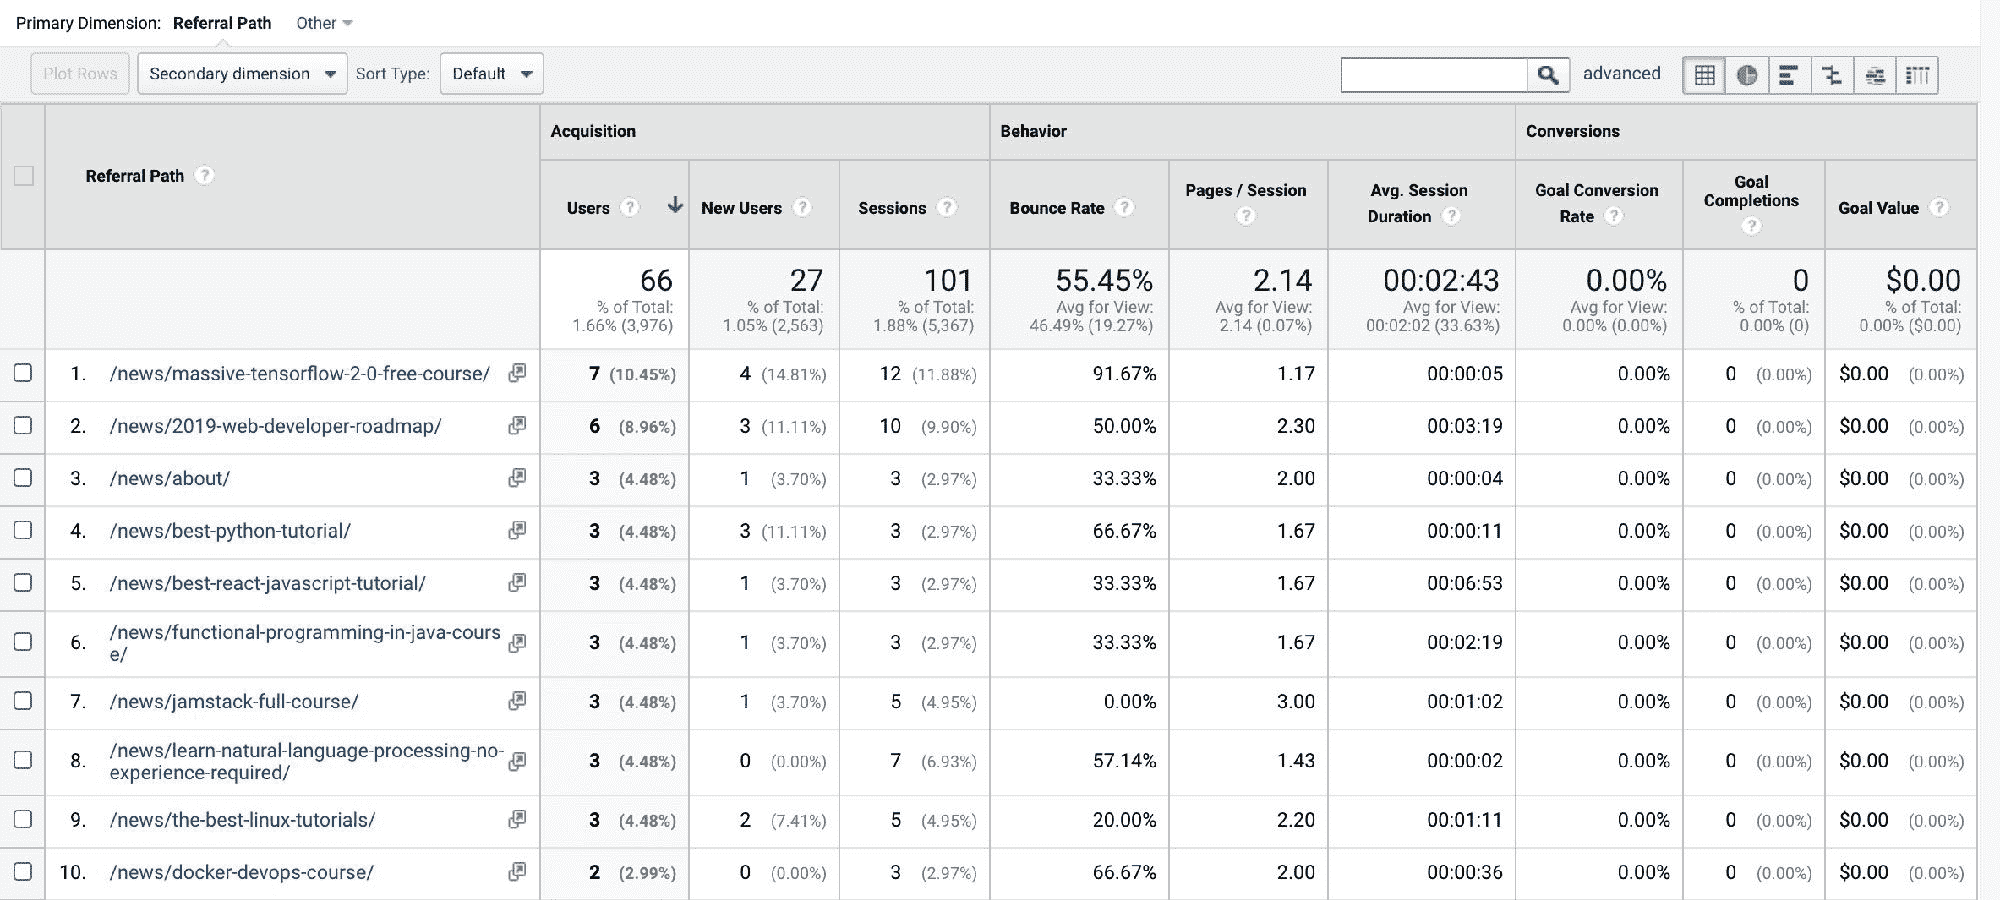 Primary Dimension: Referral Path Other
Plot Rows Secondary dimension Sort Type: Default advanced
Acquisition Behavior Conversions
Referral Path ?
Users ? New Users ? Sessions ? Bounce Rate ? Pages / Session ? Avg. Session Duration ? Goal Conversion Rate ? Goal Completions ? Goal Value ?
66 27 101 55.45% 2.14 00:02:43 0.00% 0 $0.00
% of Total: % of Total: % of Total: Avg for View: Avg for View: Avg for View: Avg for View: % of Total: % of Total:
1.66% (3,976) 1.05% (2,563) 1.88% (5,367) 46.49% (19.27%) 2.14 (0.07%) 00:02:02 (33.63%) 0.00% (0.00%) 0.00% (0) 0.00% ($0.00)
1. /news/massive-tensorflow-2-0-free-course/ 7 (10.45%) 4 (14.81%) 12 (11.88%) 91.67% 1.17 00:00:05 0.00% 0 (0.00%) $0.00 (0.00%)
2. /news/2019-web-developer-roadmap/ 6 (8.96%) 3 (11.11%) 10 (9.90%) 50.00% 2.30 00:03:19 0.00% 0 (0.00%) $0.00 (0.00%)
3. /news/about/ 3 (4.48%) 1 (3.70%) 3 (2.97%) 33.33% 2.00 00:00:04 0.00% 0 (0.00%) $0.00 (0.00%)
4. /news/best-python-tutorial/ 3 (4.48%) 3 (11.11%) 3 (2.97%) 66.67% 1.67 00:00:11 0.00% 0 (0.00%) $0.00 (0.00%)
5. /news/best-react-javascript-tutorial/ 3 (4.48%) 1 (3.70%) 3 (2.97%) 33.33% 1.67 00:06:53 0.00% 0 (0.00%) $0.00 (0.00%)
6. /news/functional-programming-in-java-cours
e/ 3 (4.48%) 1 (3.70%) 3 (2.97%) 33.33% 1.67 00:02:19 0.00% 0 (0.00%) $0.00 (0.00%)
7. /news/jamstack-full-course/ 3 (4.48%) 1 (3.70%) 5 (4.95%) 0.00% 3.00 00:01:02 0.00% 0 (0.00%) $0.00 (0.00%)
8. /news/learn-natural-language-processing-no-
experience-required/ 3 (4.48%) 0 (0.00%) 7 (6.93%) 57.14% 1.43 00:00:02 0.00% 0 (0.00%) $0.00 (0.00%)
9. /news/the-best-linux-tutorials/ 3 (4.48%) 2 (7.41%) 5 (4.95%) 20.00% 2.20 00:01:11 0.00% 0 (0.00%) $0.00 (0.00%)
10. /news/docker-devops-course/ 2 (2.99%) 0 (0.00%) 3 (2.97%) 66.67% 2.00 00:00:36 0.00% 0 (0.00%) $0.00 (0.00%)